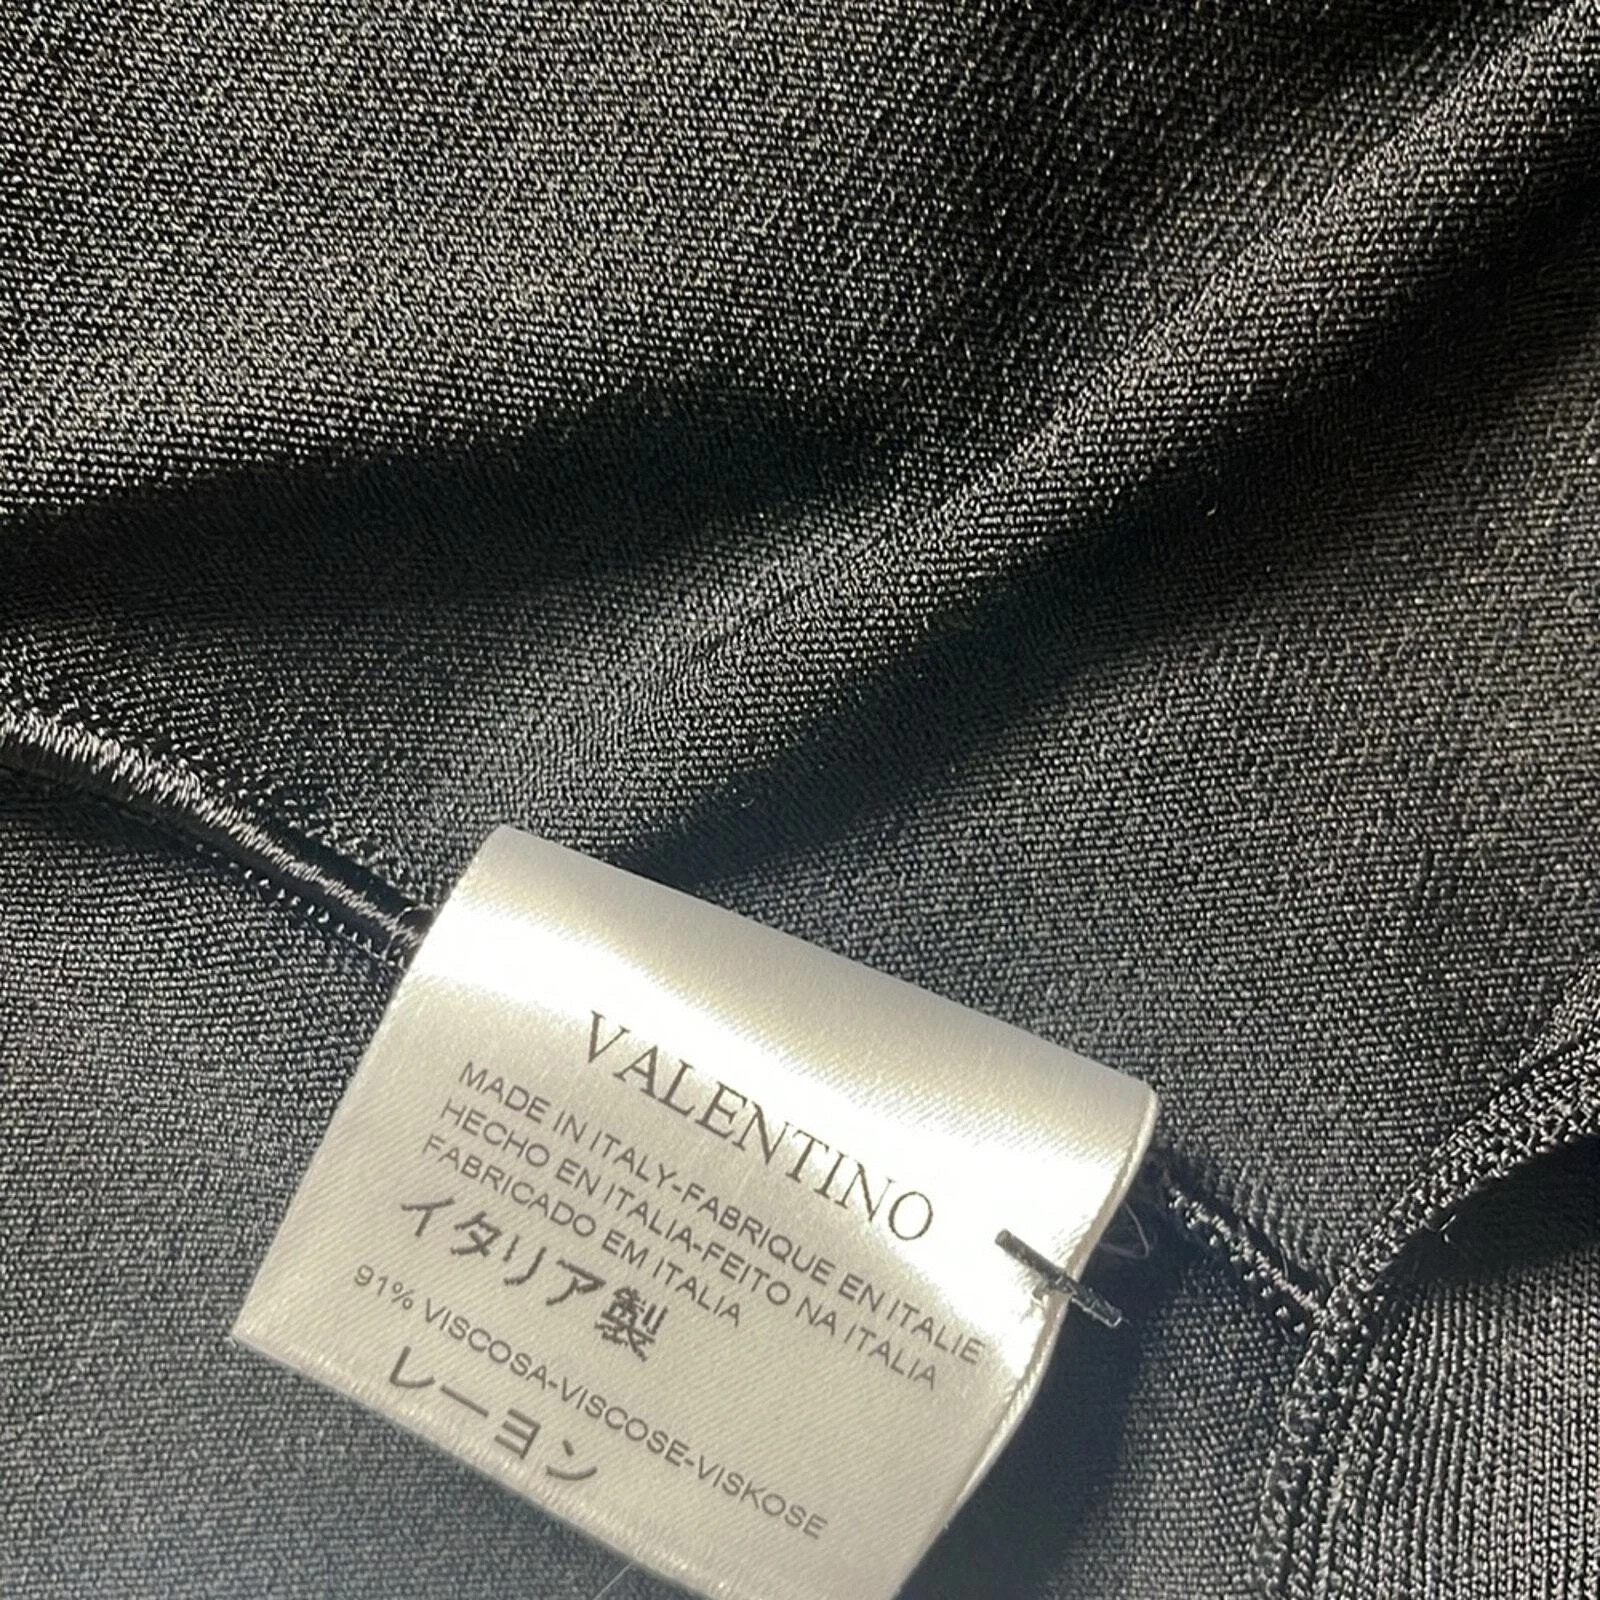 VALENTINO
MADE IN ITALY-FABRIQUE EN ITALIE
HECHO EN ITALIA-FEITO NA ITALIA
FABRICADO EM ITALIA
イタリア製
91% VISCOSA-VISCOSE-VISKOSE
レーヨン